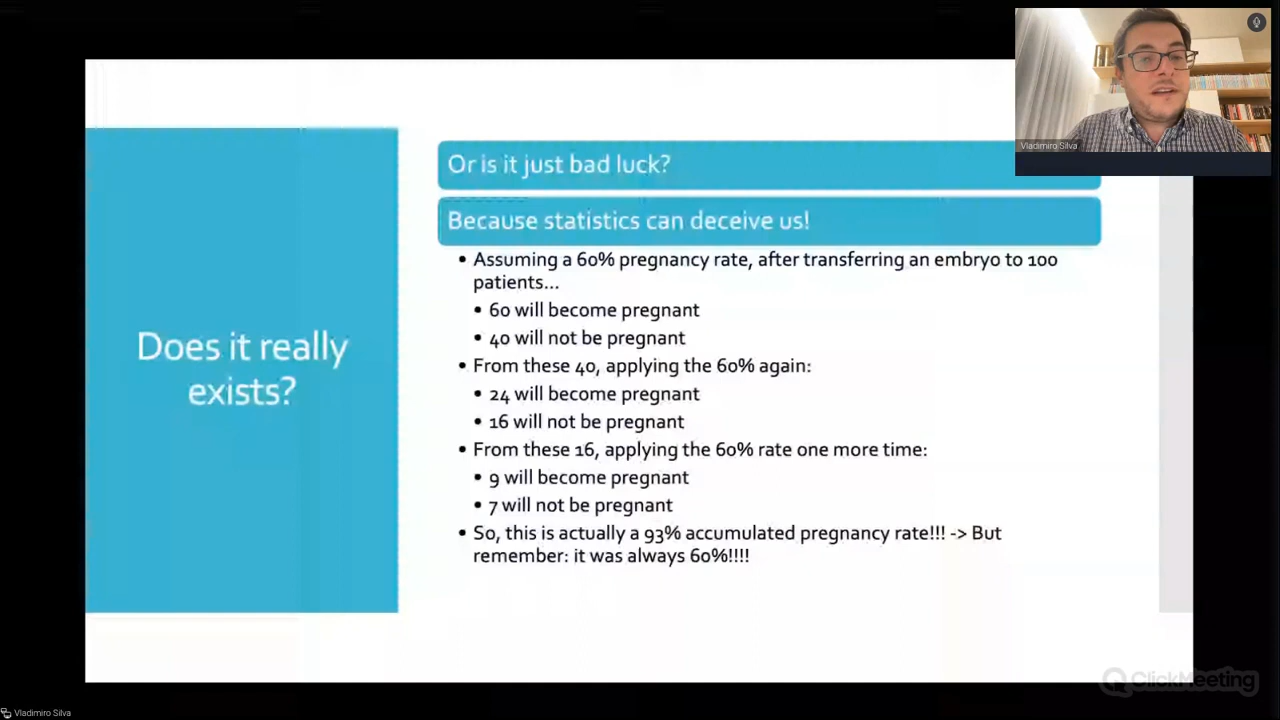 Vladimiro Silva
Or is it just bad luck?
Because statistics can deceive us!
Does it really
exists?
• Assuming a 60% pregnancy rate, after transferring an embryo to 100
patients...
• 60 will become pregnant
• 40 will not be pregnant
• From these 40, applying the 60% again:
• 24 will become pregnant
• 16 will not be pregnant
• From these 16, applying the 60% rate one more time:
• 9 will become pregnant
• 7 will not be pregnant
• So, this is actually a 93% accumulated pregnancy rate!!! -> But
remember: it was always 60%!!!!
ClickMeeting
Vladimiro Silva